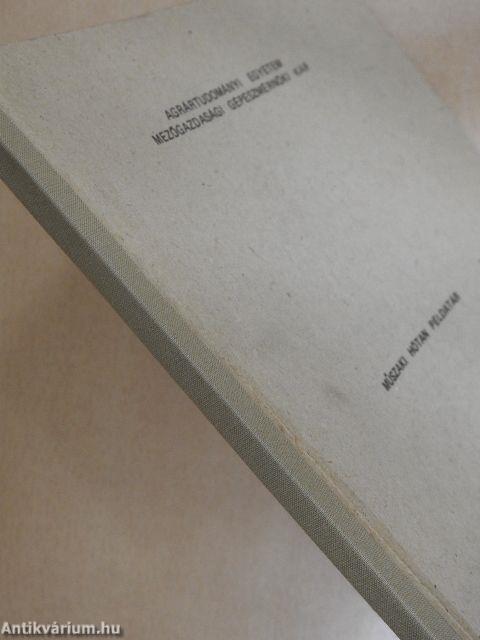 AGRÁRTUDOMÁNYI EGYETEM
MEZŐGAZDASÁGI GÉPÉSZMÉRNÖKI KAR
MŰSZAKI HŐTAN PÉLDATÁR
Antikvárium.hu